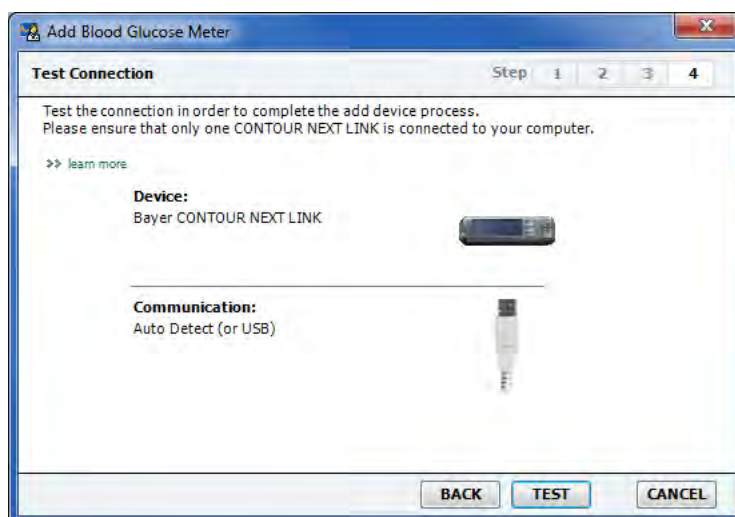 Add Blood Glucose Meter
Test Connection
Step 1 2 3 4
Test the connection in order to complete the add device process.
Please ensure that only one CONTOUR NEXT LINK is connected to your computer.
>> learn more
Device:
Bayer CONTOUR NEXT LINK
Communication:
Auto Detect (or USB)
BACK TEST CANCEL